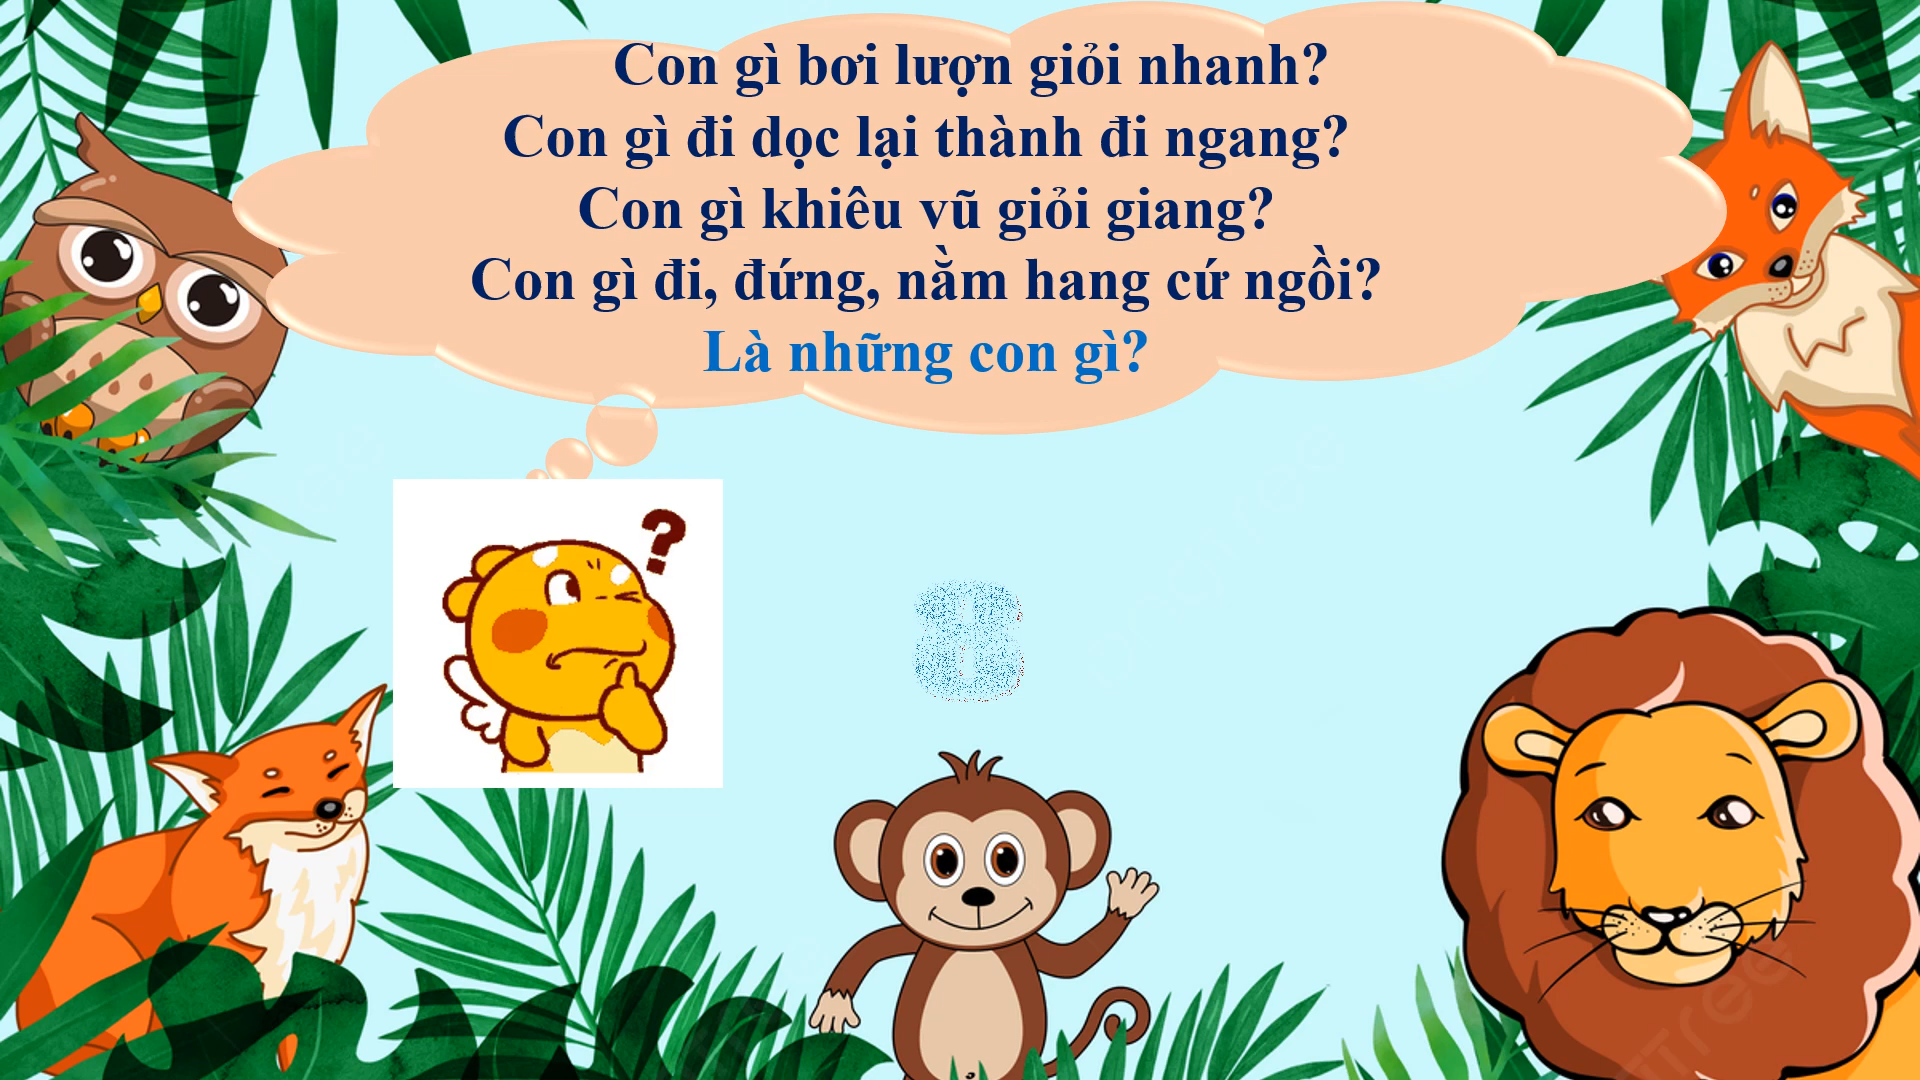 Con gì bơi lượn giỏi nhanh?
Con gì đi dọc lại thành đi ngang?
Con gì khiêu vũ giỏi giang?
Con gì đi, đứng, nằm hang cứ ngồi?
Là những con gì?
?